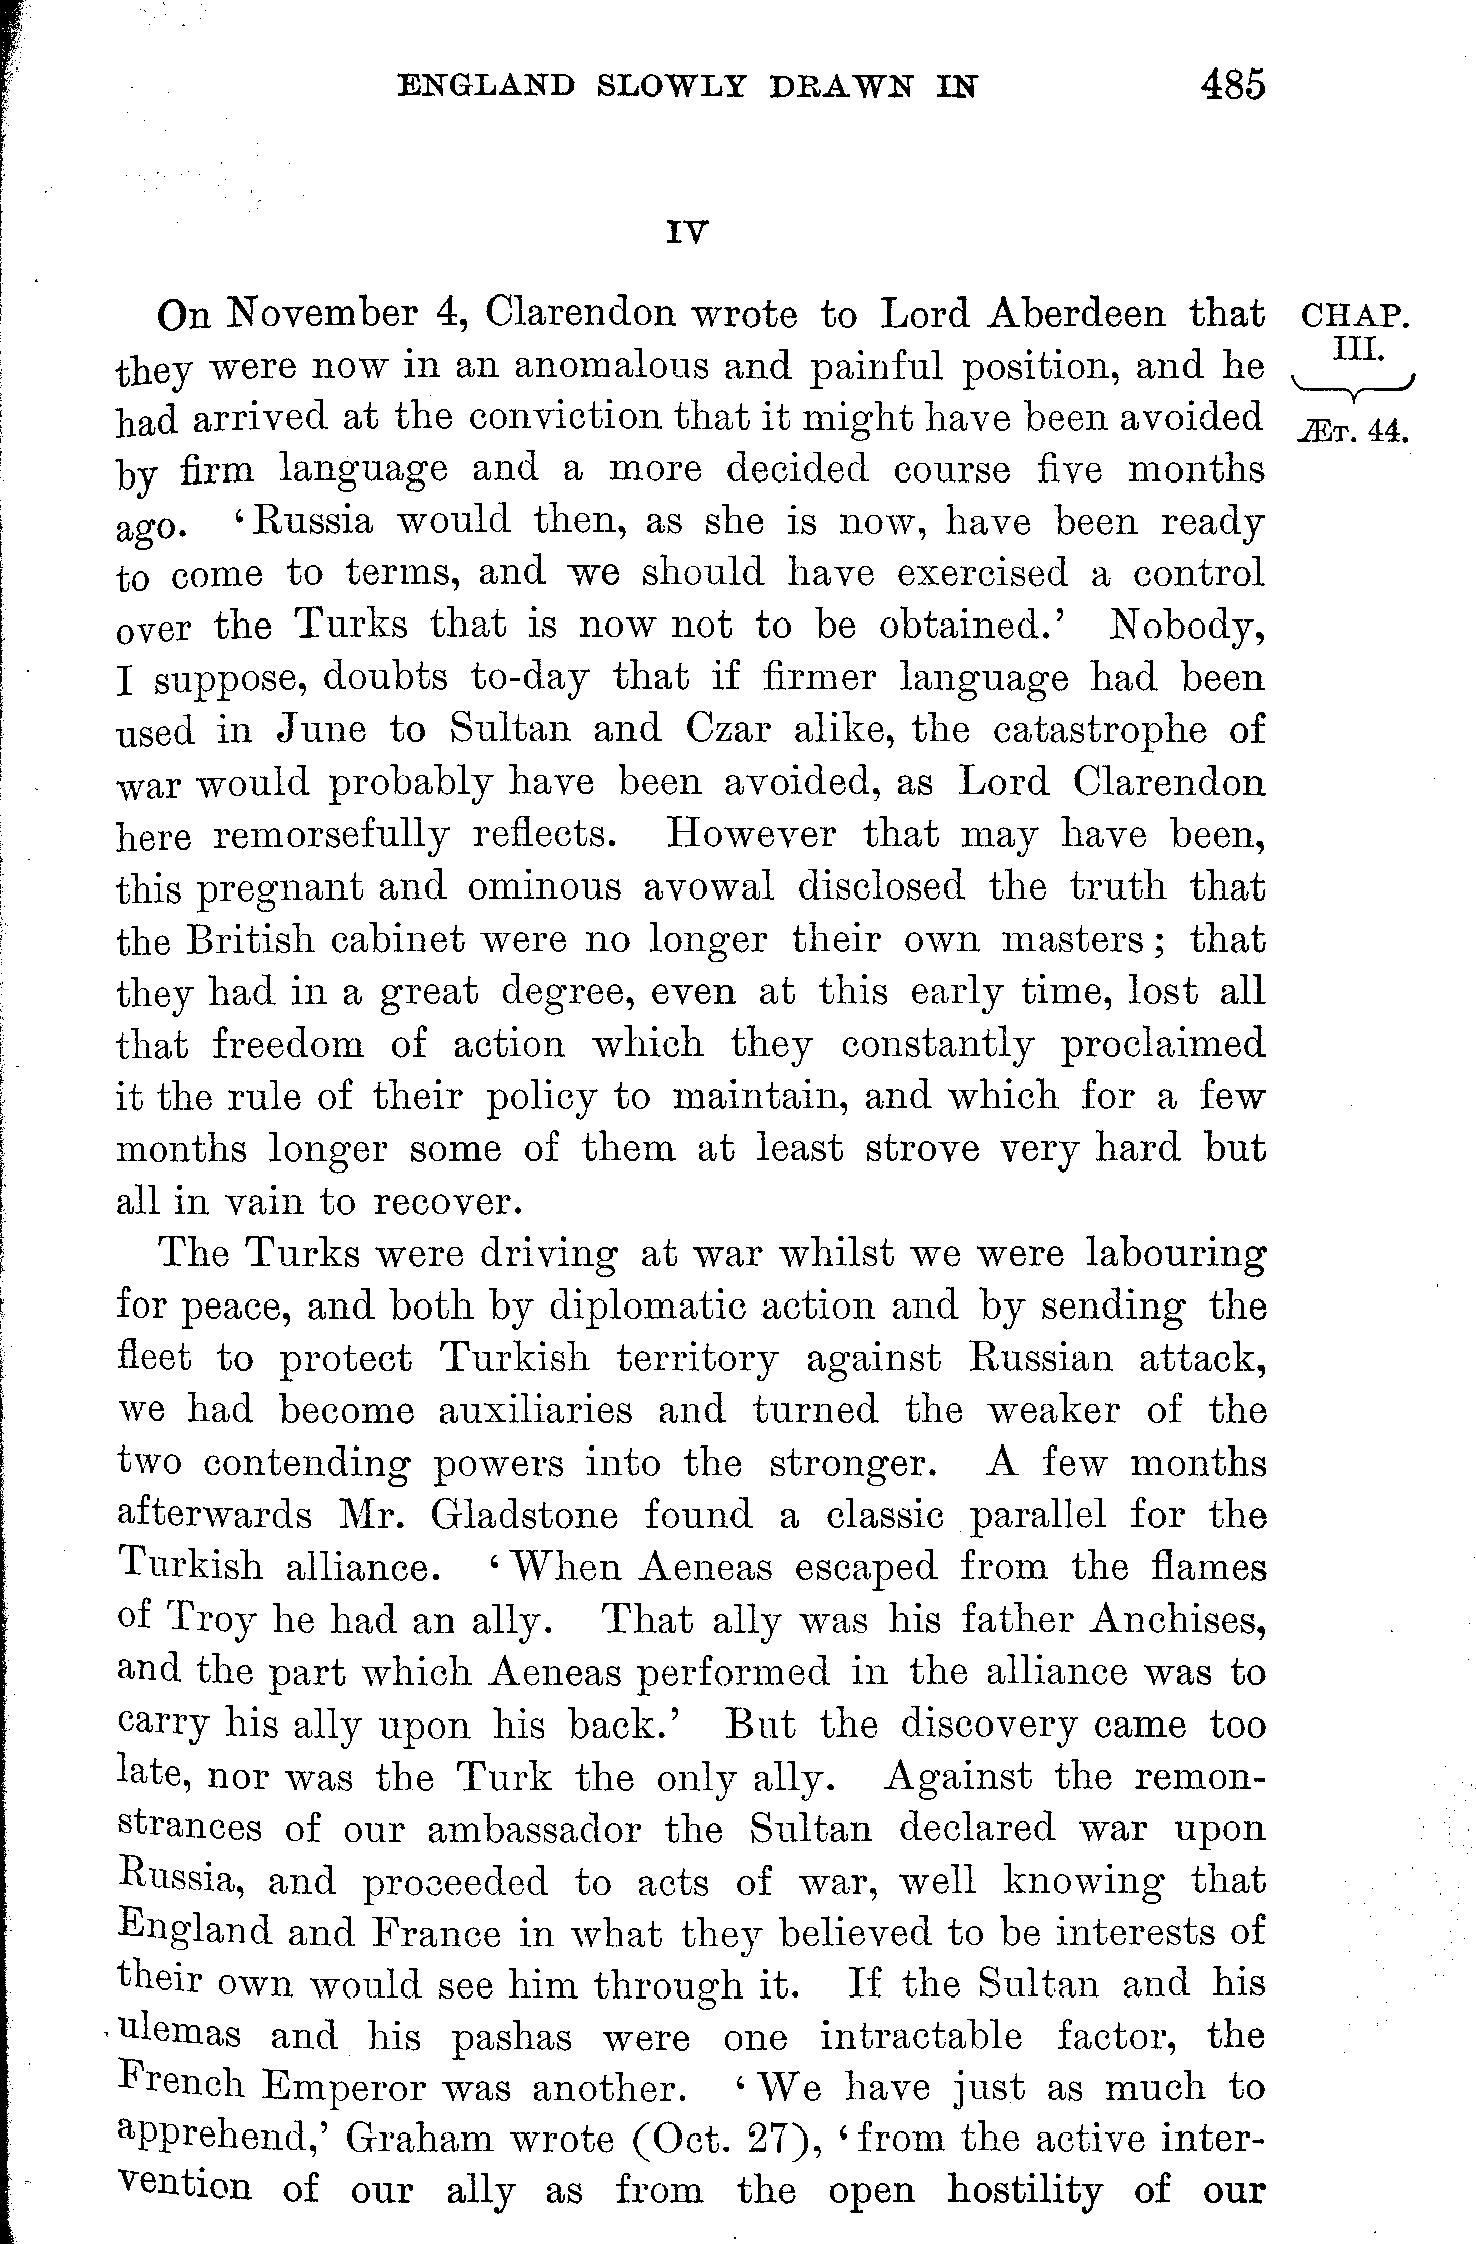 ENGLAND SLOWLY DRAWN IN 485
IV
On November 4, Clarendon wrote to Lord Aberdeen that
they were now in an anomalous and painful position, and he
had arrived at the conviction that it might have been avoided
by firm language and a more decided course five months
ago. ‘Russia would then, as she is now, have been ready
to come to terms, and we should have exercised a control
over the Turks that is now not to be obtained.’ Nobody,
I suppose, doubts to-day that if firmer language had been
used in June to Sultan and Czar alike, the catastrophe of
war would probably have been avoided, as Lord Clarendon
here remorsefully reflects. However that may have been,
this pregnant and ominous avowal disclosed the truth that
the British cabinet were no longer their own masters; that
they had in a great degree, even at this early time, lost all
that freedom of action which they constantly proclaimed
it the rule of their policy to maintain, and which for a few
months longer some of them at least strove very hard but
all in vain to recover.
The Turks were driving at war whilst we were labouring
for peace, and both by diplomatic action and by sending the
fleet to protect Turkish territory against Russian attack,
we had become auxiliaries and turned the weaker of the
two contending powers into the stronger. A few months
afterwards Mr. Gladstone found a classic parallel for the
Turkish alliance. ‘When Aeneas escaped from the flames
of Troy he had an ally. That ally was his father Anchises,
and the part which Aeneas performed in the alliance was to
carry his ally upon his back.’ But the discovery came too
late, nor was the Turk the only ally. Against the remon-
strances of our ambassador the Sultan declared war upon
Russia, and proceeded to acts of war, well knowing that
England and France in what they believed to be interests of
their own would see him through it. If the Sultan and his
ulemas and his pashas were one intractable factor, the
French Emperor was another. ‘We have just as much to
apprehend,’ Graham wrote (Oct. 27), ‘from the active inter-
vention of our ally as from the open hostility of our
CHAP.
III.
ÆT. 44.